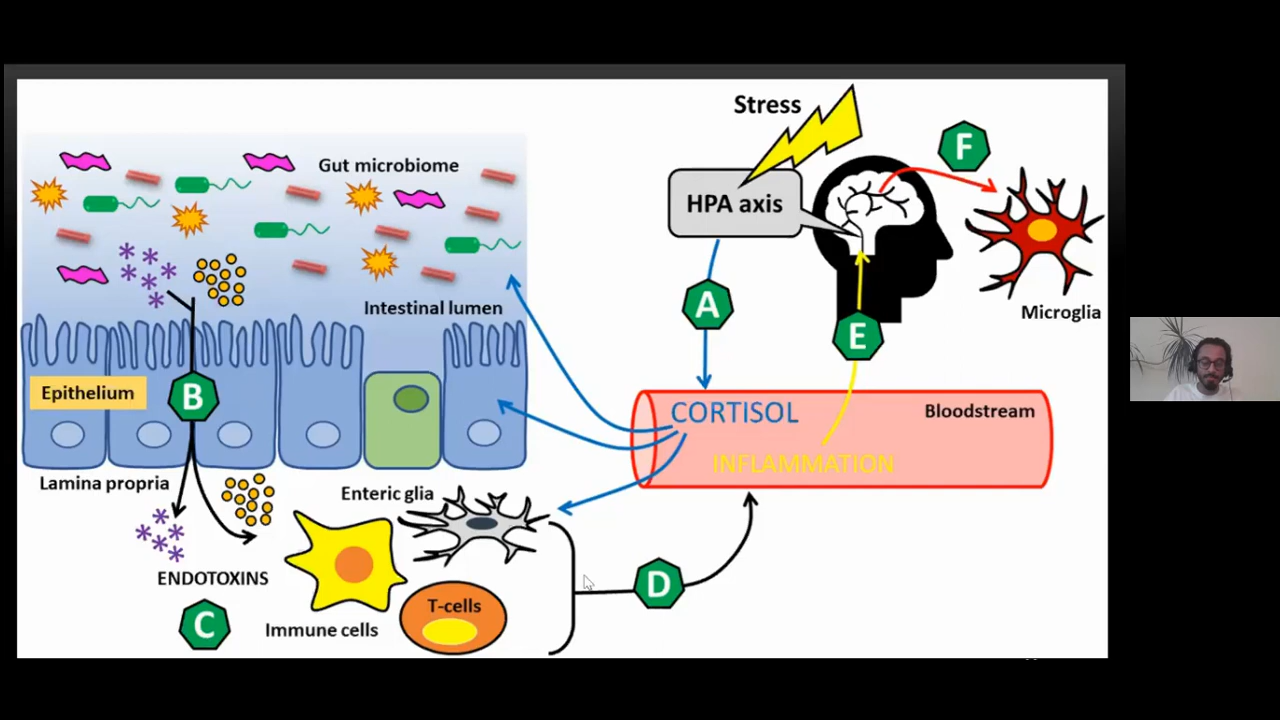 Stress
F
Gut microbiome
HPA axis
A
Intestinal lumen
Microglia
E
Epithelium
B
CORTISOL
Bloodstream
INFLAMMATION
Lamina propria
Enteric glia
ENDOTOXINS
D
T-cells
C
Immune cells